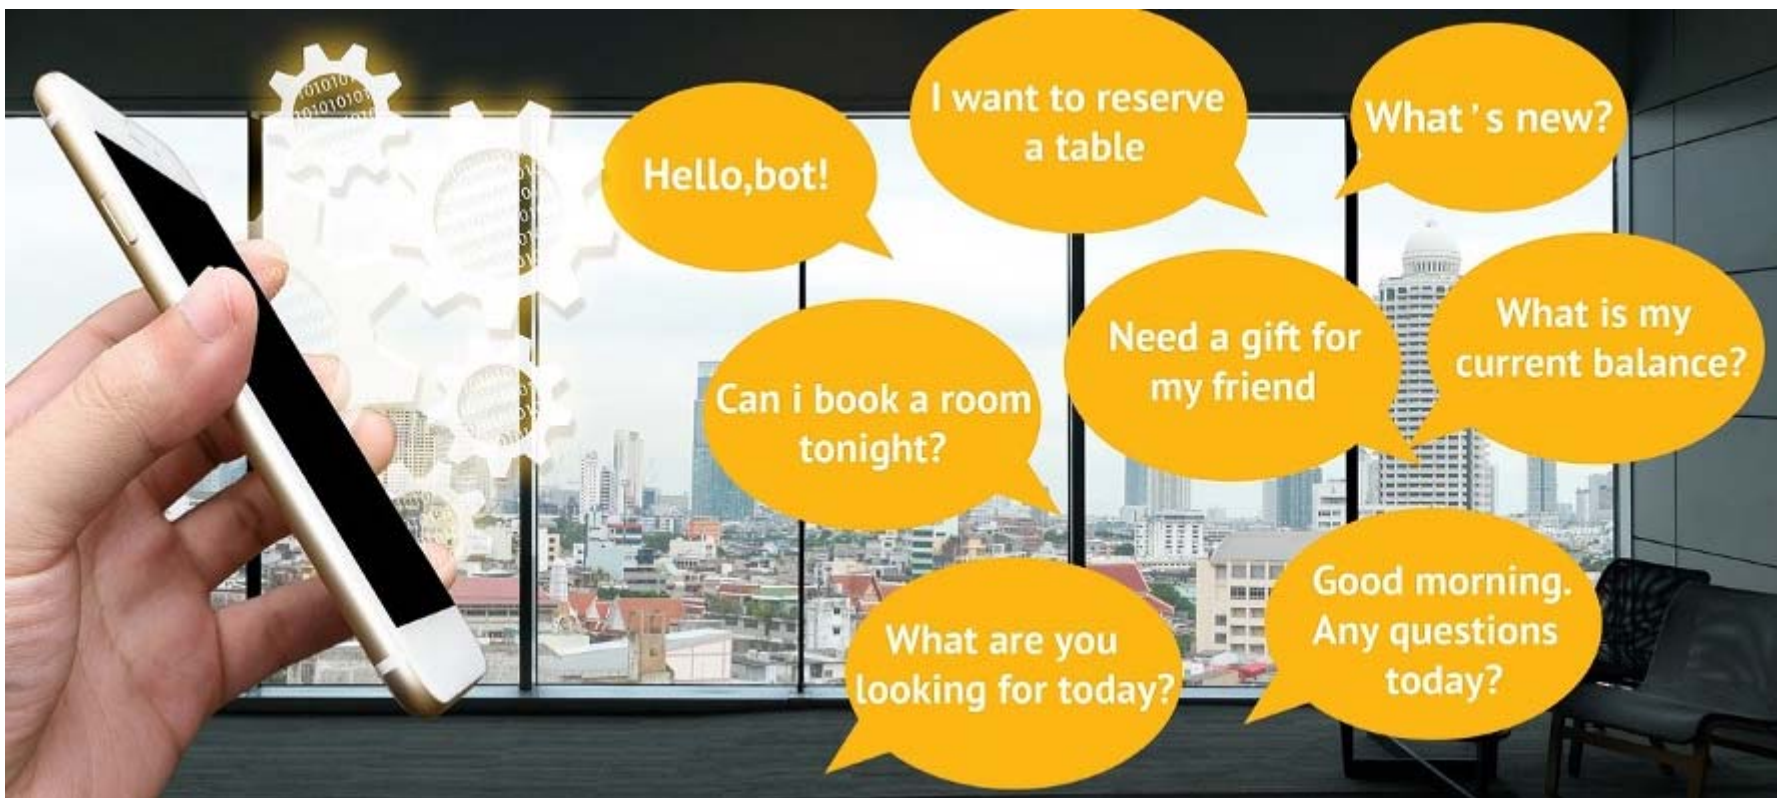 Hello,bot!
I want to reserve
a table
What's new?
Can i book a room
tonight?
Need a gift for
my friend
What is my
current balance?
What are you
looking for today?
Good morning.
Any questions
today?